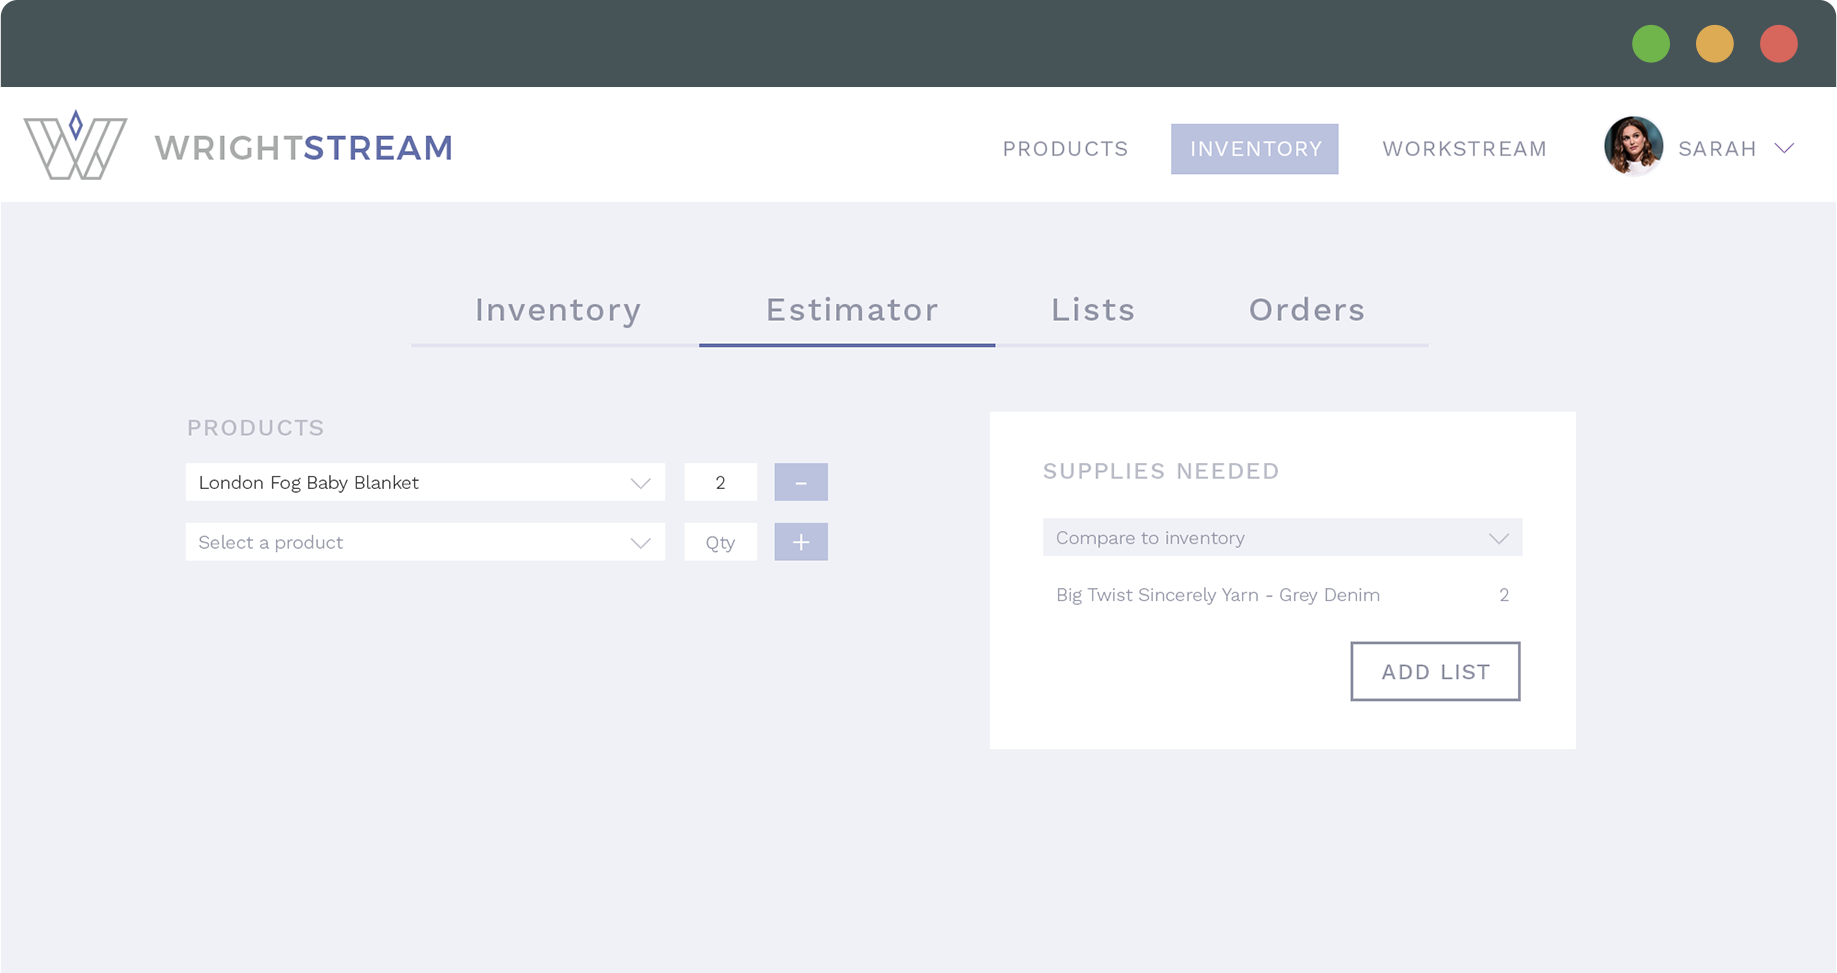 WRIGHTSTREAM
PRODUCTS
INVENTORY
WORKSTREAM
SARAH
Inventory
Estimator
Lists
Orders
PRODUCTS
London Fog Baby Blanket
2
-
Select a product
Qty
+
SUPPLIES NEEDED
Compare to inventory
Big Twist Sincerely Yarn - Grey Denim
2
ADD LIST